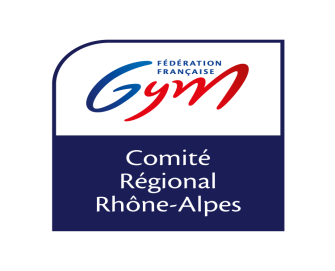 FÉDÉRATION
FRANÇAISE
Gym
Comité
Régional
Rhône-Alpes